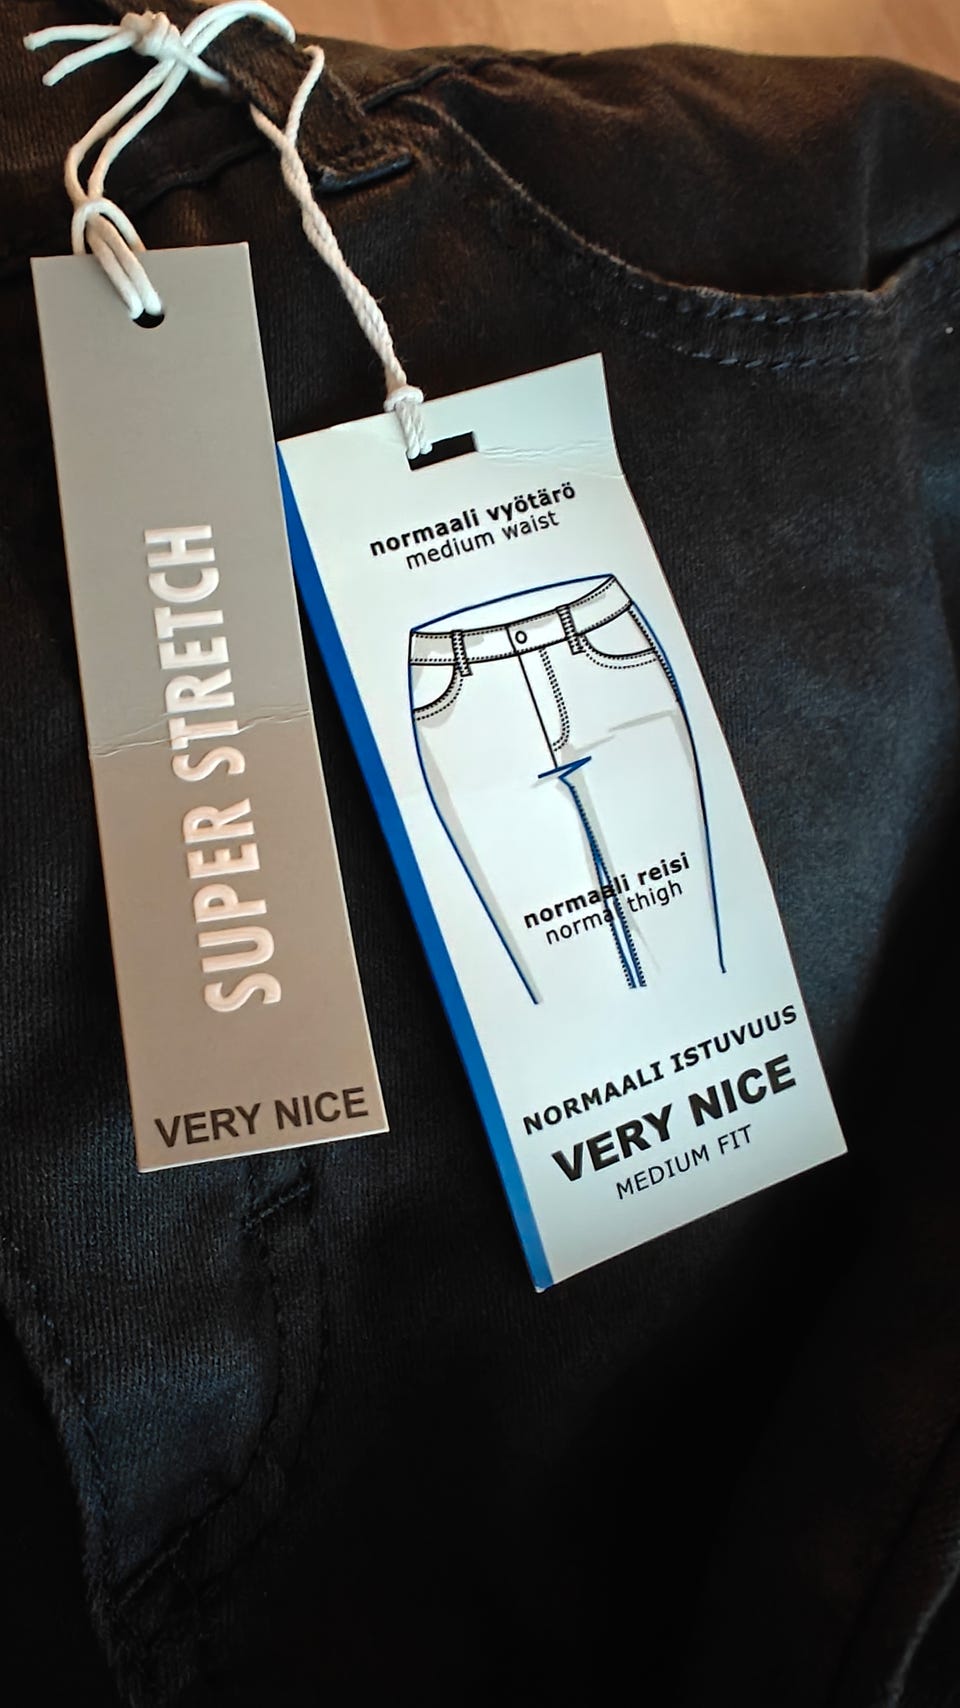 SUPER STRETCH
VERY NICE
normaali vyötärö
medium waist
normaali reisi
normal thigh
NORMAALI ISTUVUUS
VERY NICE
MEDIUM FIT